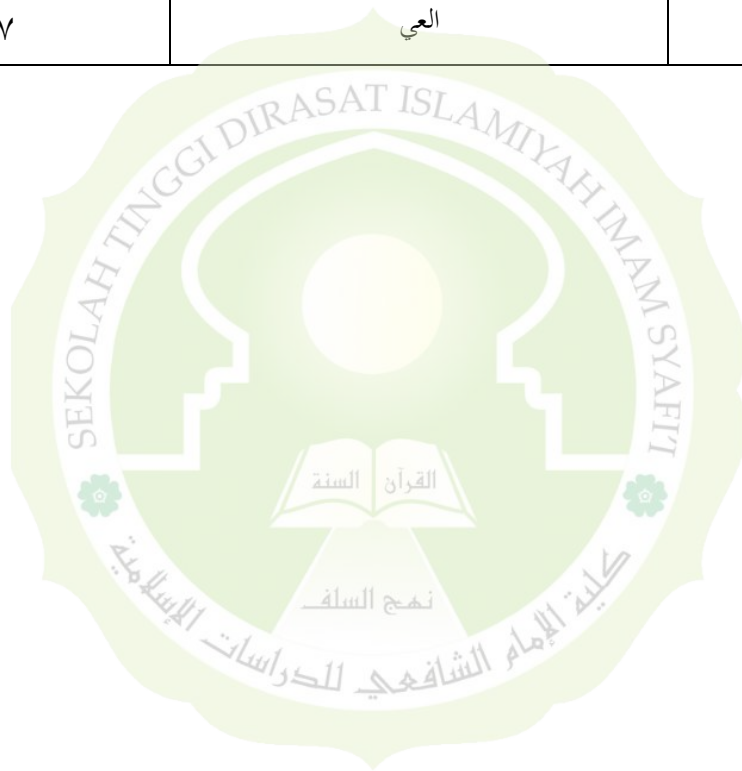 العي ٧
SEKOLAH TINGGI DIRASAT ISLAMIYAH IMAM SYAFI'I
القرآن السنة
نهج السلف
كلية الإمام الشافعي للدراسات الإسلامية